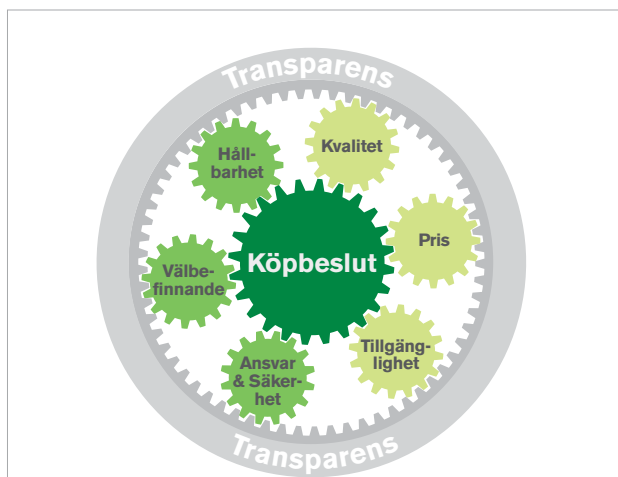 Transparens
Kvalitet
Håll-
barhet
Pris
Köpbeslut
Välbe-
finnande
Tillgäng-
lighet
Ansvar
& Säker-
het
Transparens